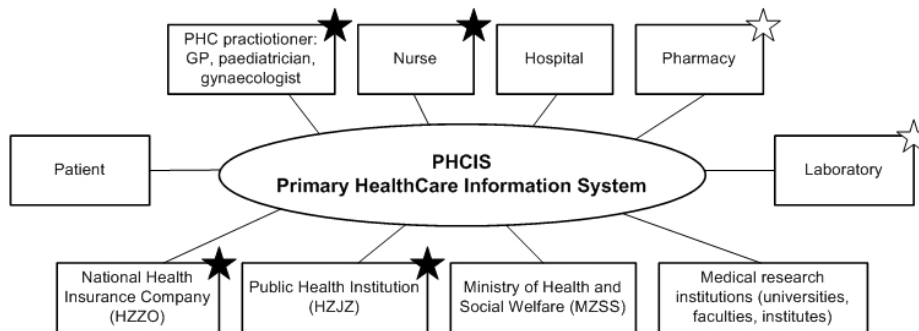 PHC practiotioner:
GP, paediatrician,
gynaecologist
Nurse
Hospital
Pharmacy
Patient
PHCIS
Primary HealthCare Information System
Laboratory
National Health
Insurance Company
(HZZO)
Public Health Institution
(HZJZ)
Ministry of Health and
Social Welfare (MZSS)
Medical research
institutions (universities,
faculties, institutes)